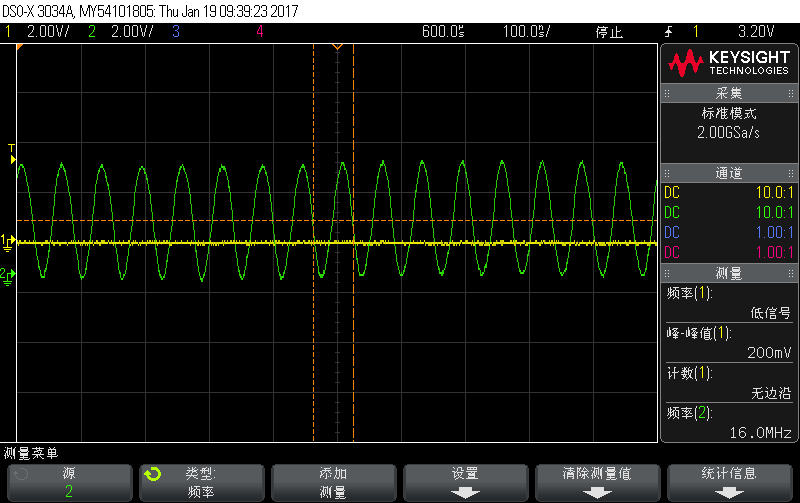 DSO-X 3034A, MY54101805: Thu Jan 19 09:39:23 2017
1 2.00V/ 2 2.00V/ 3 4 600.0s 100.0s/ 停止 1 3.20V
KEYSIGHT
TECHNOLOGIES
采集
标准模式
2.00GSa/s
通道
DC 10.0:1
DC 10.0:1
DC 1.00:1
DC 1.00:1
测量
频率(1):
低信号
峰-峰值(1):
200mV
计数(1):
无边沿
频率(2):
16.0MHz
T
1
2
测量菜单
源
2
类型:
频率
添加
测量
设置
清除测量值
统计信息